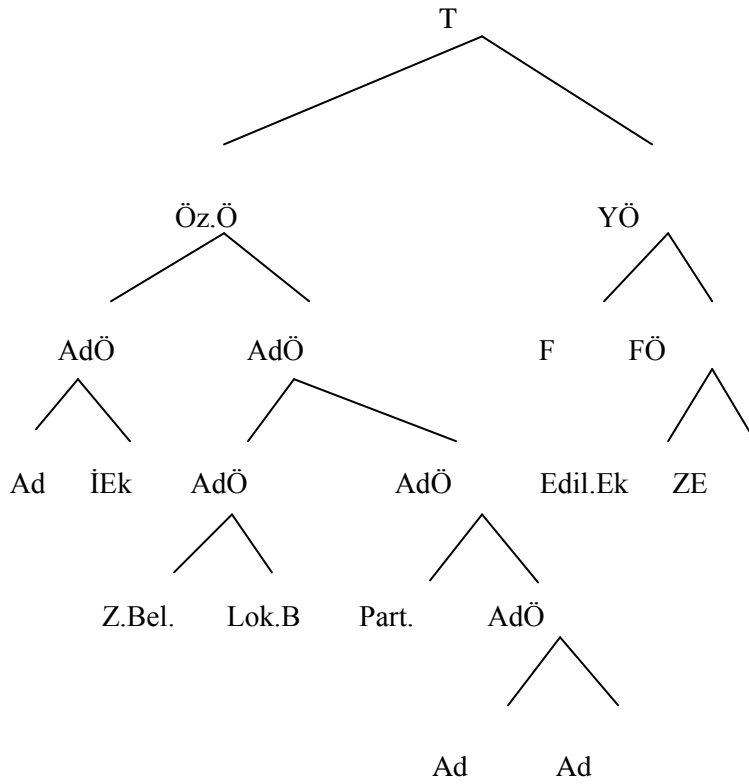 T
Öz.Ö YÖ
AdÖ AdÖ F FÖ
Ad İEk AdÖ AdÖ Edil.Ek ZE
Z.Bel. Lok.B Part. AdÖ
Ad Ad